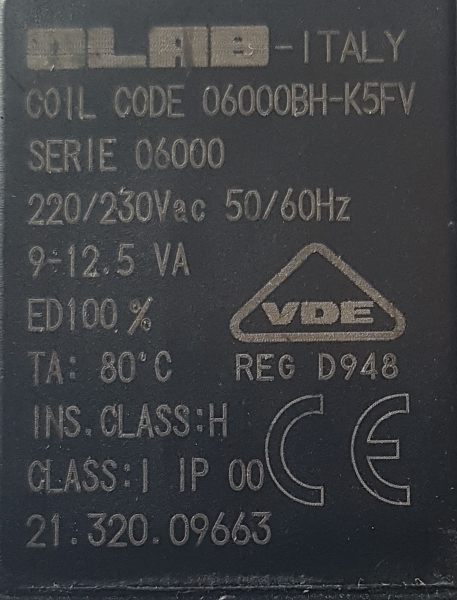 OLAB-ITALY
COIL CODE 06000BH-K5FV
SERIE 06000
220/230Vac 50/60Hz
9-12.5 VA
ED100%
VDE
TA: 80°C
REG D948
INS.CLASS:H
CLASS:I IP 00
CE
21.320.09663